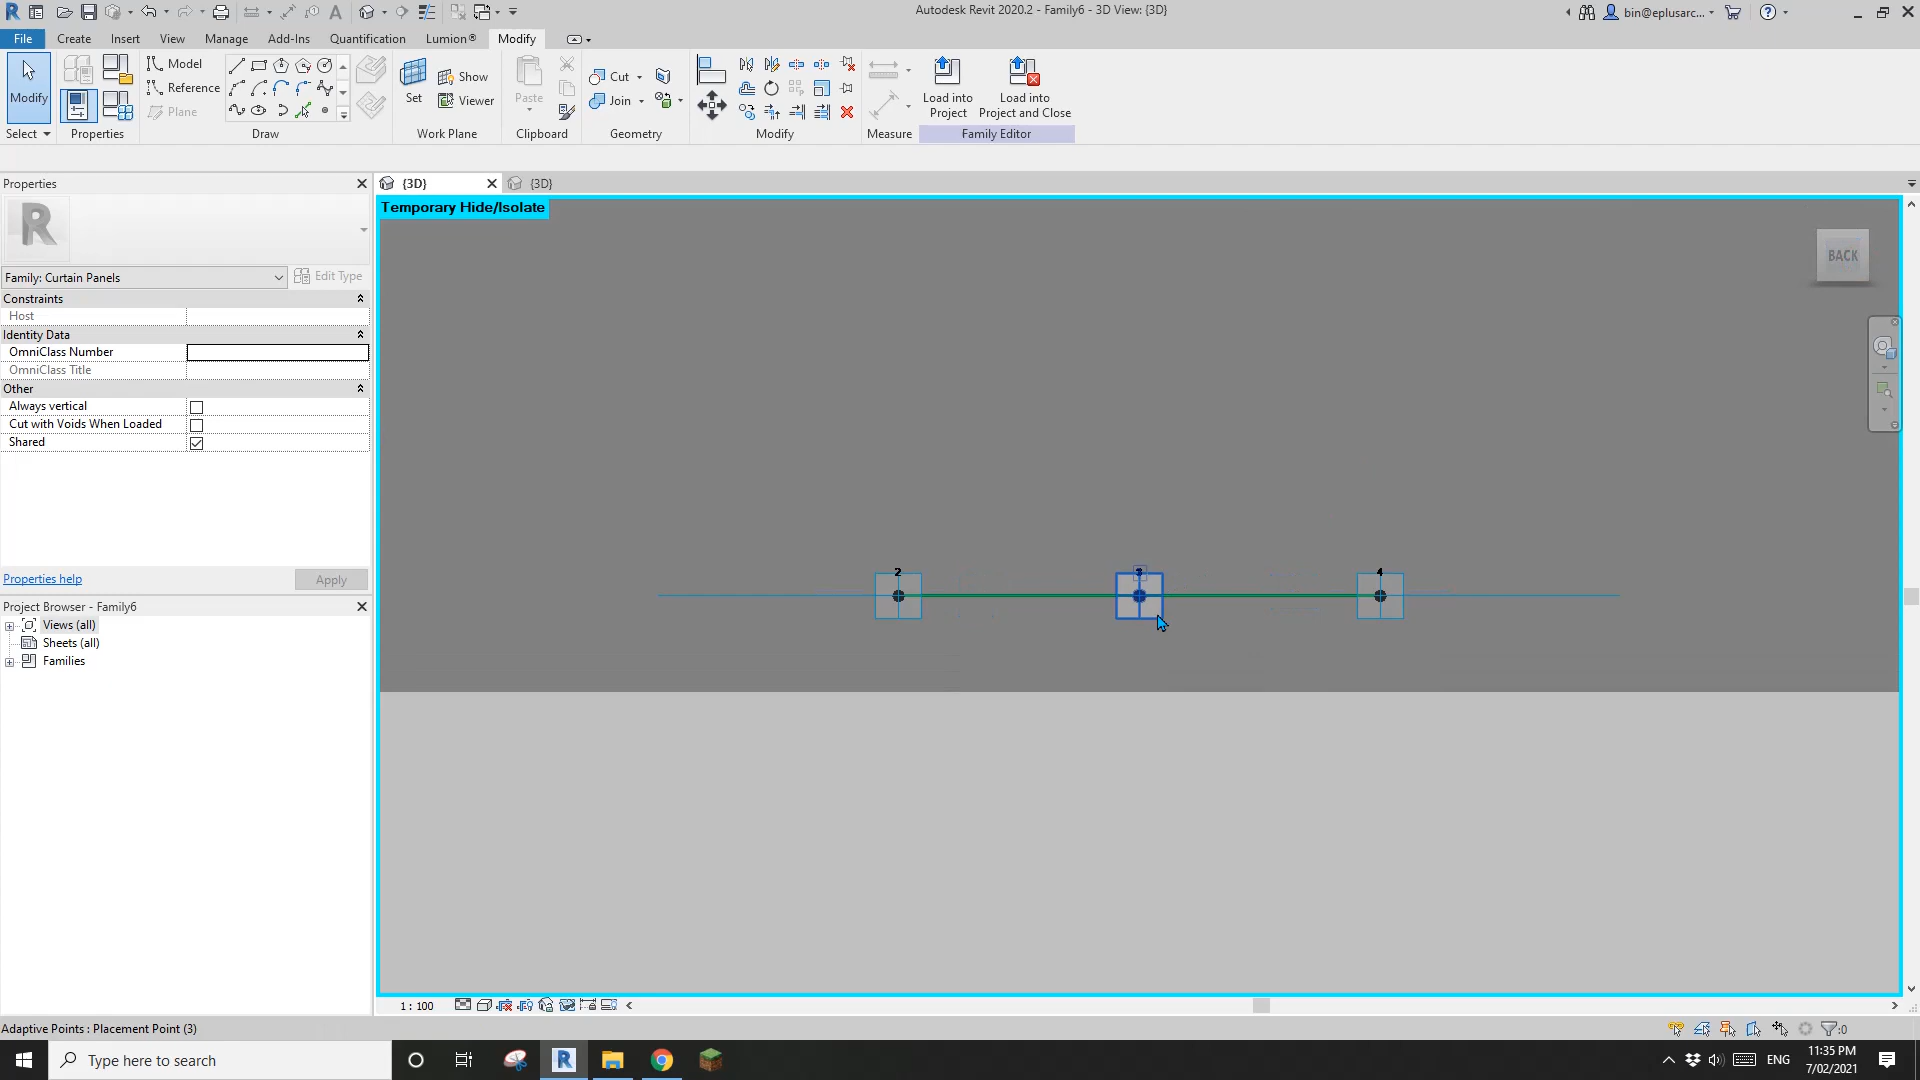 Autodesk Revit 2020.2 - Family6 - 3D View: {3D}
bin@eplusarc...
File Create Insert View Manage Add-Ins Quantification Lumion® Modify
Modify
Model
Reference
Plane
Set
Show
Viewer
Paste
Cut
Join
Load into
Project
Load into
Project and Close
Select Properties Draw Work Plane Clipboard Geometry Modify Measure Family Editor
Properties
{3D}
{3D}
Temporary Hide/Isolate
BACK
R
Family: Curtain Panels
Edit Type
Constraints
Host
Identity Data
OmniClass Number
OmniClass Title
Other
Always vertical
Cut with Voids When Loaded
Shared
2
3
4
Properties help
Apply
Project Browser - Family6
Views (all)
Sheets (all)
Families
1 : 100
Adaptive Points : Placement Point (3)
:0
Type here to search
ENG
11:35 PM
7/02/2021